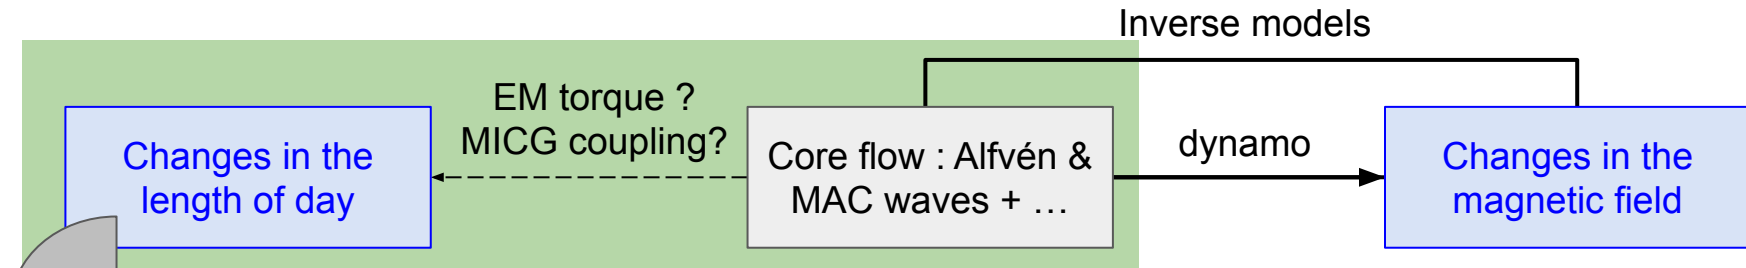 Inverse models
EM torque ?
MICG coupling?
Changes in the
length of day
Core flow : Alfvén &
MAC waves + …
dynamo
Changes in the
magnetic field